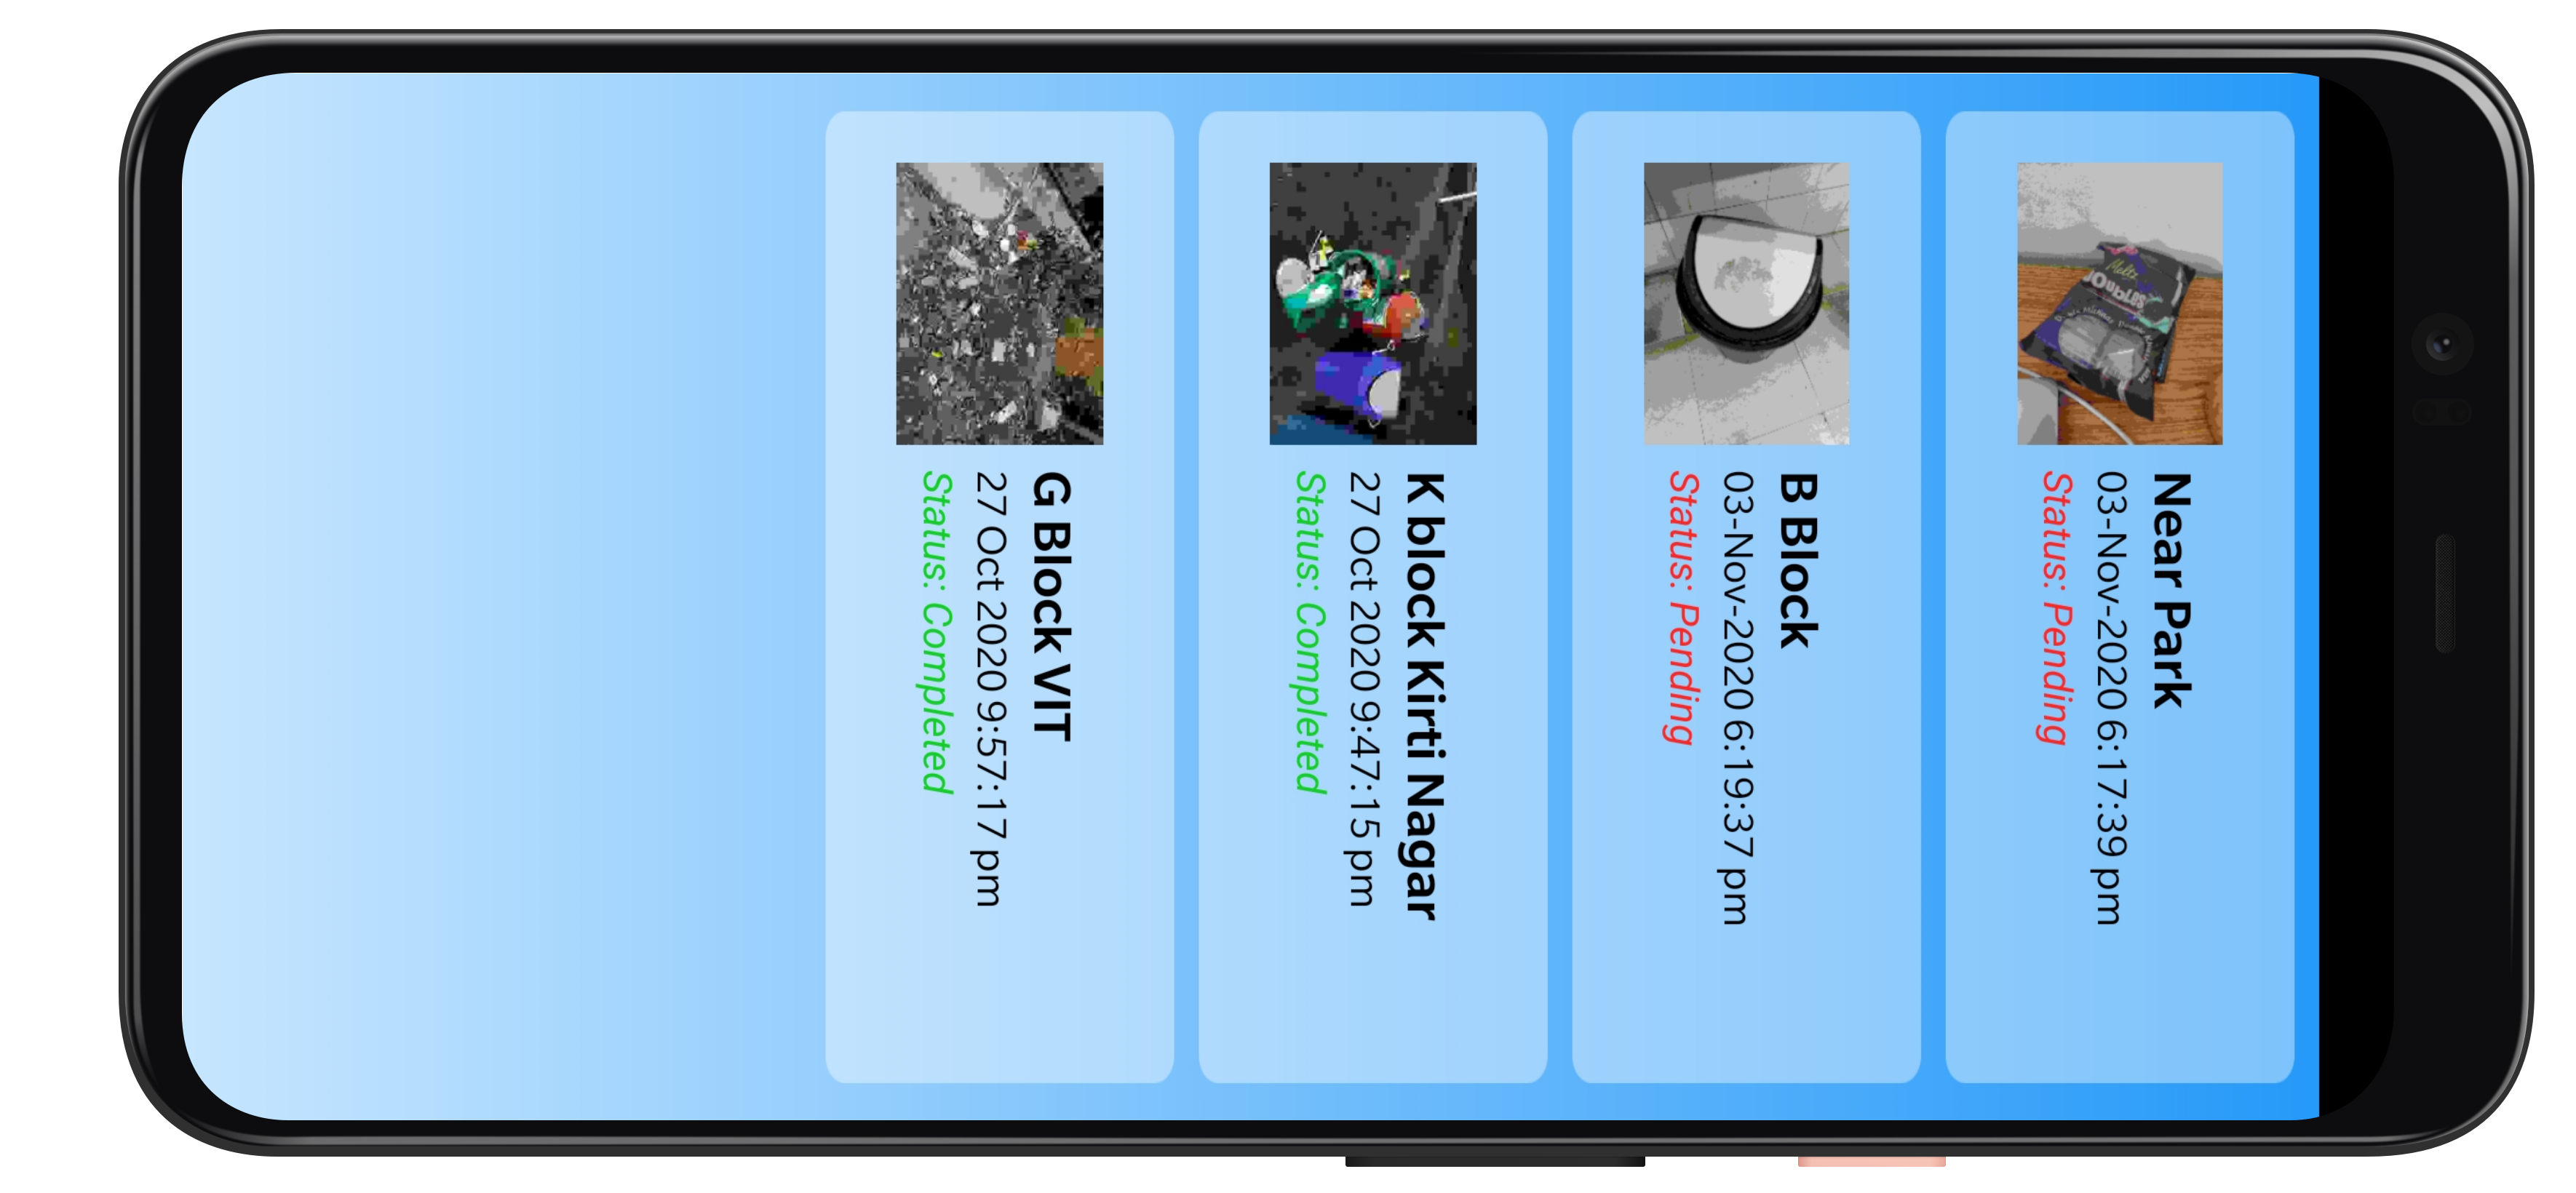 Near Park
03-Nov-2020 6:17:39 pm
Status: Pending
B Block
03-Nov-2020 6:19:37 pm
Status: Pending
K block Kirti Nagar
27 Oct 2020 9:47:15 pm
Status: Completed
G Block VIT
27 Oct 2020 9:57:17 pm
Status: Completed